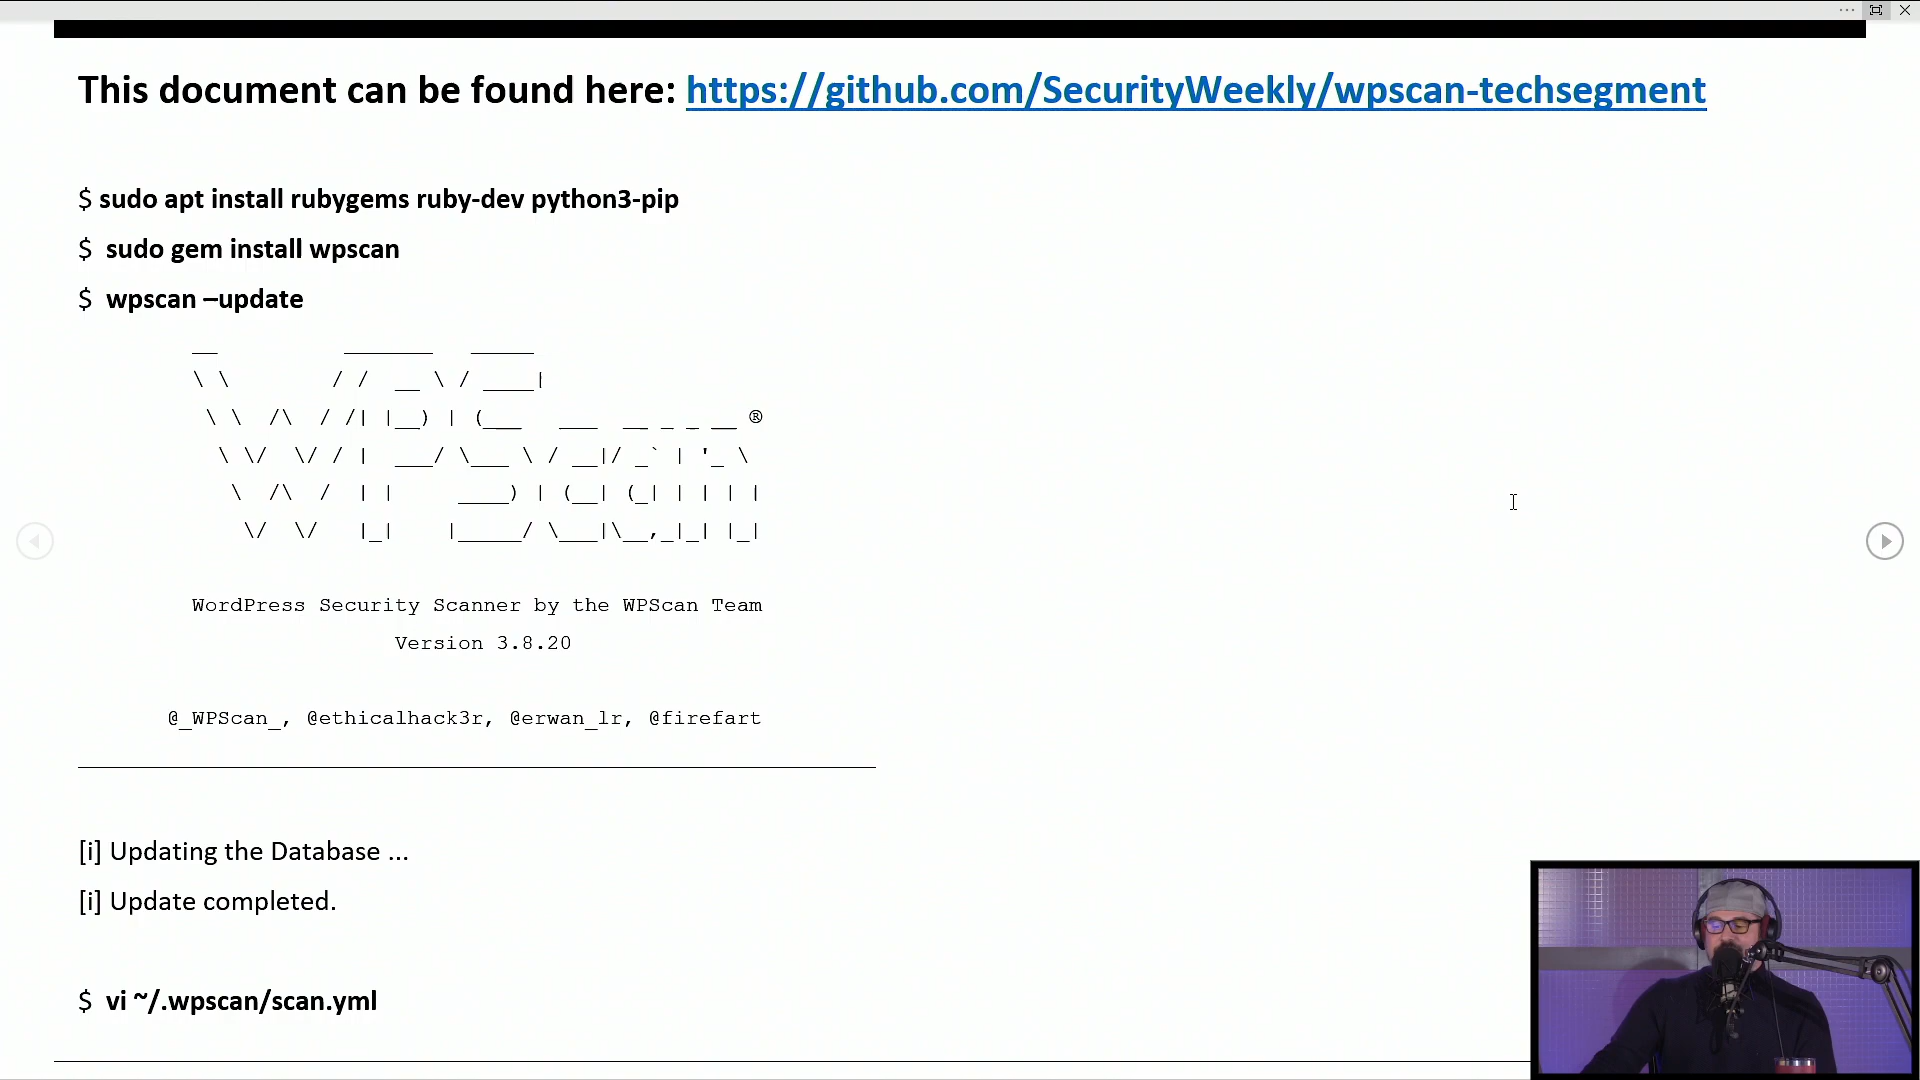 This document can be found here: https://github.com/SecurityWeekly/wpscan-techsegment
$ sudo apt install rubygems ruby-dev python3-pip
$ sudo gem install wpscan
$ wpscan –update
WPScan ®
WordPress Security Scanner by the WPScan Team
Version 3.8.20
@_WPScan_, @ethicalhack3r, @erwan_lr, @firefart
[i] Updating the Database ...
[i] Update completed.
$ vi ~/.wpscan/scan.yml